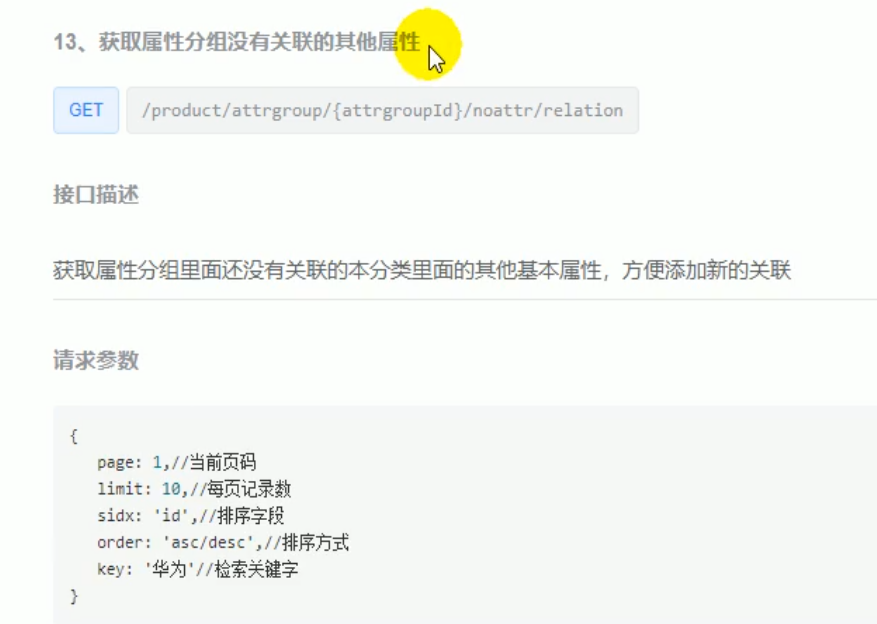 13、获取属性分组没有关联的其他属性
GET /product/attrgroup/{attrgroupId}/noattr/relation
接口描述
获取属性分组里面还没有关联的本分类里面的其他基本属性，方便添加新的关联
请求参数
{
page: 1,//当前页码
limit: 10,//每页记录数
sidx: 'id',//排序字段
order: 'asc/desc',//排序方式
key: '华为'//检索关键字
}